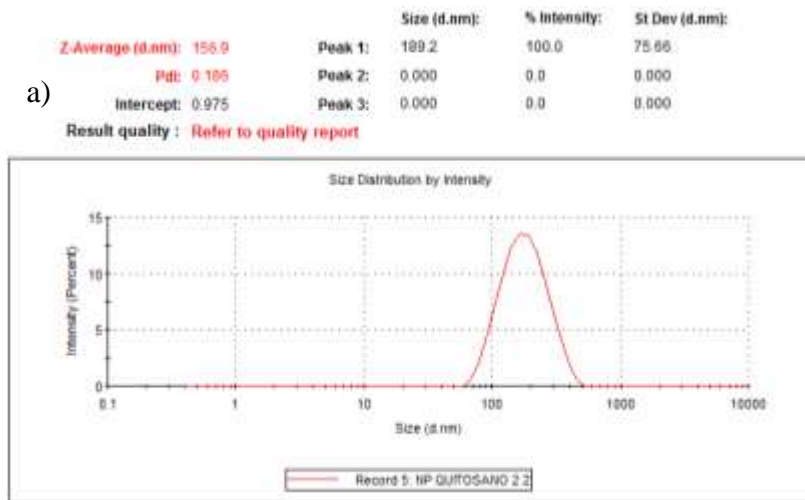 Size (d.nm): % Intensity: St Dev (d.nm):
Z-Average (d.nm): 156.9 Peak 1: 189.2 100.0 75.66
PdI: 0.186 Peak 2: 0.000 0.0 0.000
a)
Intercept: 0.975 Peak 3: 0.000 0.0 0.000
Result quality : Refer to quality report
Size Distribution by Intensity
Intensity (Percent)
15
10
5
0
0.1 1 10 100 1000 10000
Size (d.nm)
Record 5: NP QUITOSANO 2 2